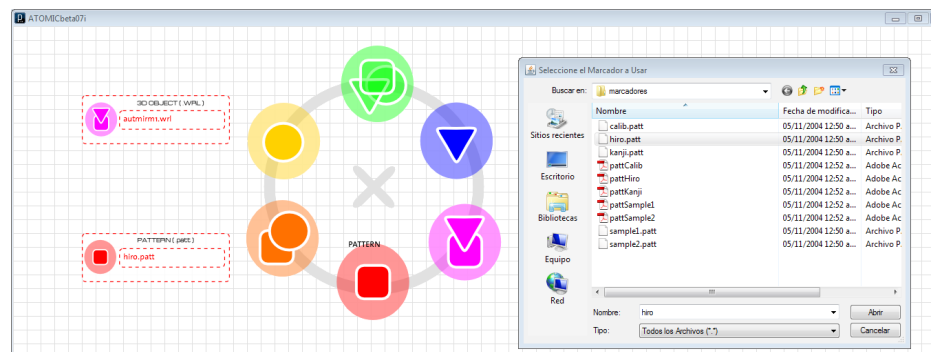 ATOMICbeta07i
3D OBJECT ( WRL )
autmirm1.wrl
PATTERN ( patt )
hiro.patt
PATTERN
Seleccione el Marcador a Usar
Buscar en: marcadores
Sitios recientes
Escritorio
Bibliotecas
Equipo
Red
Nombre Fecha de modifica... Tipo
calib.patt 05/11/2004 12:50 a... Archivo P.
hiro.patt 05/11/2004 12:50 a... Archivo P.
kanji.patt 05/11/2004 12:50 a... Archivo P.
pattCalib 05/11/2004 12:52 a... Adobe Ac
pattHiro 05/11/2004 12:52 a... Adobe Ac
pattKanji 05/11/2004 12:52 a... Adobe Ac
pattSample1 05/11/2004 12:52 a... Adobe Ac
pattSample2 05/11/2004 12:52 a... Adobe Ac
sample1.patt 05/11/2004 12:52 a... Archivo P.
sample2.patt 05/11/2004 12:52 a... Archivo P.
Nombre: hiro Abrir
Tipo: Todos los Archivos (*.*) Cancelar